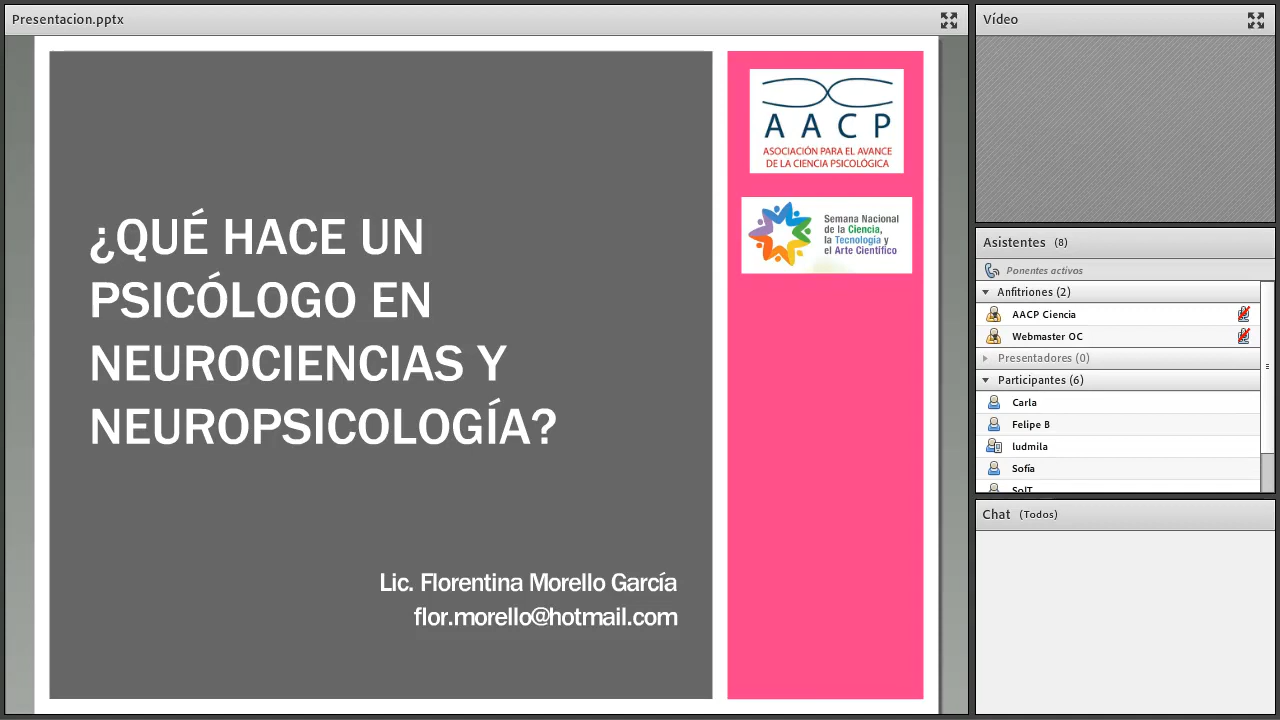 Presentacion.pptx
¿QUÉ HACE UN
PSICÓLOGO EN
NEUROCIENCIAS Y
NEUROPSICOLOGÍA?
Lic. Florentina Morello García
flor.morello@hotmail.com
AACP
ASOCIACIÓN PARA EL AVANCE
DE LA CIENCIA PSICOLÓGICA
Semana Nacional
de la Ciencia,
la Tecnología y
el Arte Científico
Vídeo
Asistentes (8)
Ponentes activos
Anfitriones (2)
AACP Ciencia
Webmaster OC
Presentadores (0)
Participantes (6)
Carla
Felipe B
ludmila
Sofía
SolT
Chat (Todos)